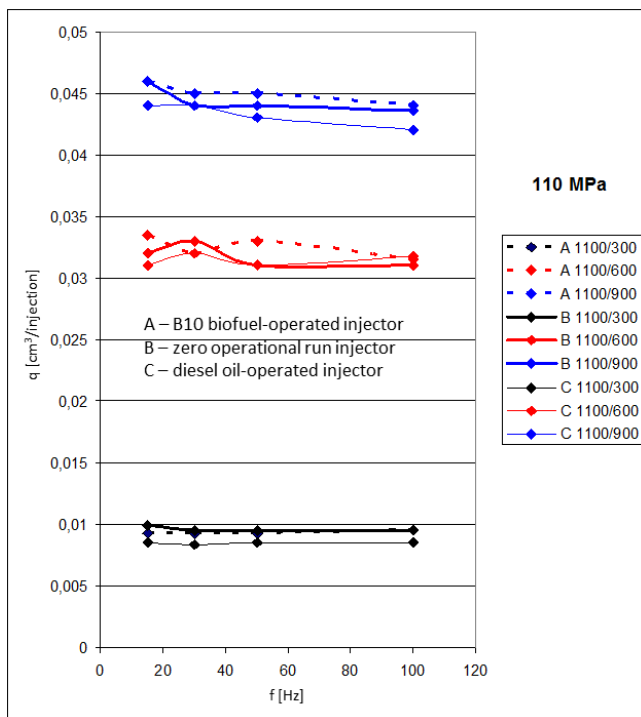 0,05
0,045
0,04
0,035
0,03
0,025
0,02
0,015
0,01
0,005
0
q [cm³/injection]
0 20 40 60 80 100 120
f [Hz]
A – B10 biofuel-operated injector
B – zero operational run injector
C – diesel oil-operated injector
110 MPa
A 1100/300
A 1100/600
A 1100/900
B 1100/300
B 1100/600
B 1100/900
C 1100/300
C 1100/600
C 1100/900